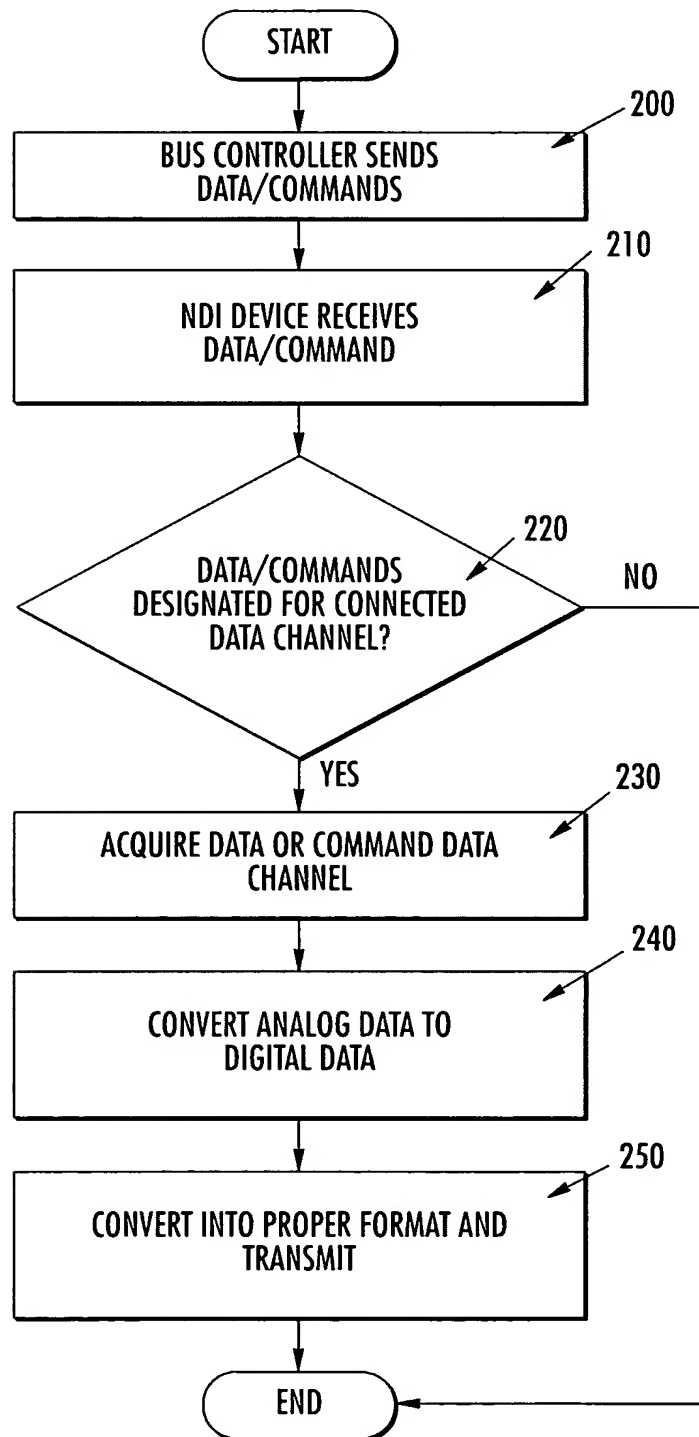 START
200
BUS CONTROLLER SENDS
DATA/COMMANDS
210
NDI DEVICE RECEIVES
DATA/COMMAND
220
DATA/COMMANDS
DESIGNATED FOR CONNECTED
DATA CHANNEL?
NO
YES
230
ACQUIRE DATA OR COMMAND DATA
CHANNEL
240
CONVERT ANALOG DATA TO
DIGITAL DATA
250
CONVERT INTO PROPER FORMAT AND
TRANSMIT
END